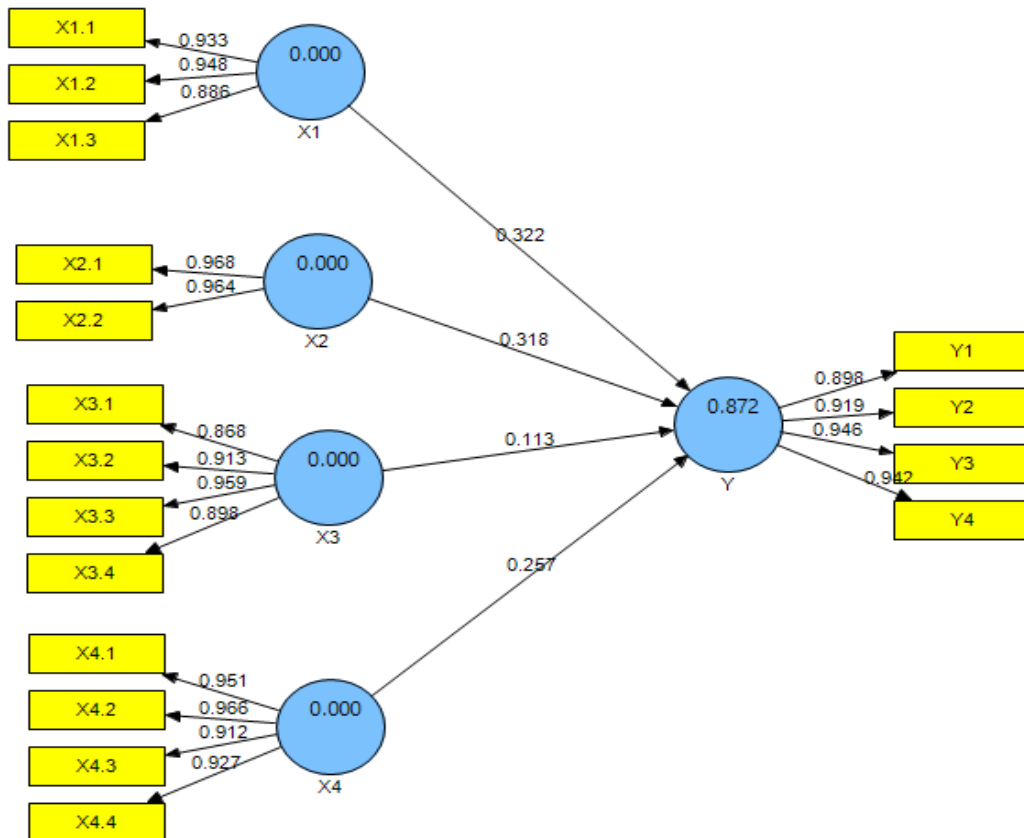 X1.1
0.933
X1.2
0.948
X1.3
0.886
0.000
X1
0.322
X2.1
0.968
X2.2
0.964
0.000
X2
0.318
X3.1
0.868
X3.2
0.913
X3.3
0.959
X3.4
0.898
0.000
X3
0.113
X4.1
0.951
X4.2
0.966
X4.3
0.912
X4.4
0.927
0.000
X4
0.257
0.872
Y
0.898
Y1
0.919
Y2
0.946
Y3
0.942
Y4